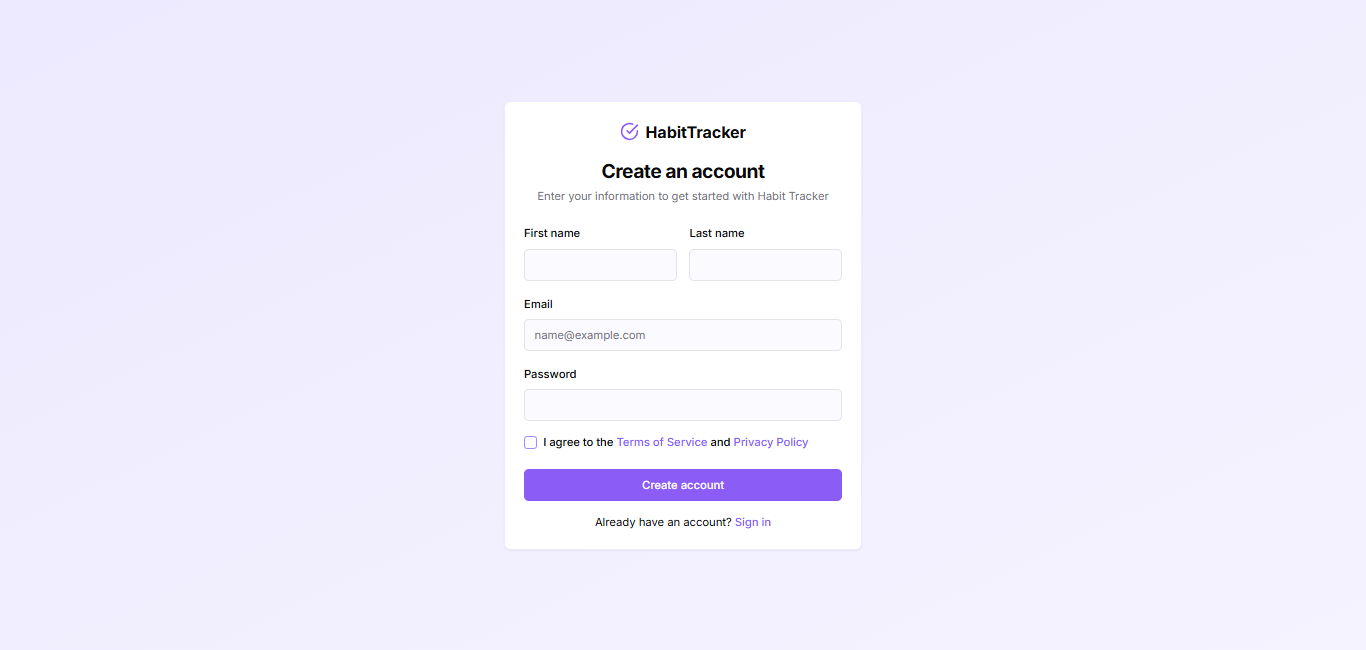 HabitTracker
Create an account
Enter your information to get started with Habit Tracker
First name Last name
Email
name@example.com
Password
I agree to the Terms of Service and Privacy Policy
Create account
Already have an account? Sign in